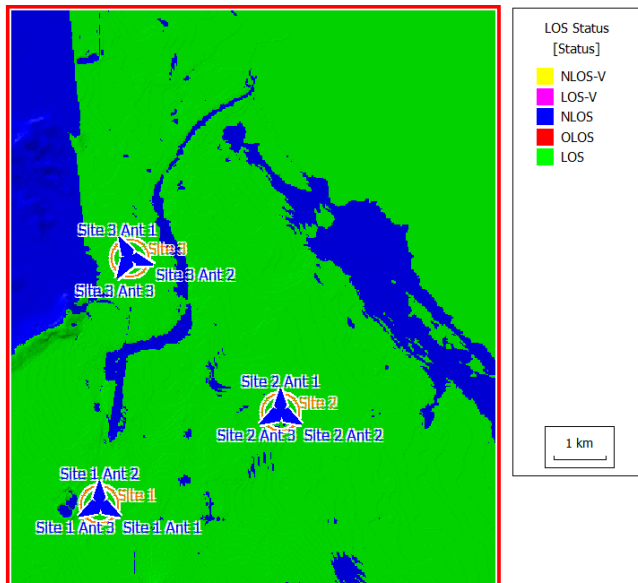 LOS Status
[Status]
NLOS-V
LOS-V
NLOS
OLOS
LOS
Site 3 Ant 1
Site 3
Site 3 Ant 2
Site 3 Ant 3
Site 2 Ant 1
Site 2
Site 2 Ant 3 Site 2 Ant 2
Site 1 Ant 2
Site 1
Site 1 Ant 3 Site 1 Ant 1
1 km